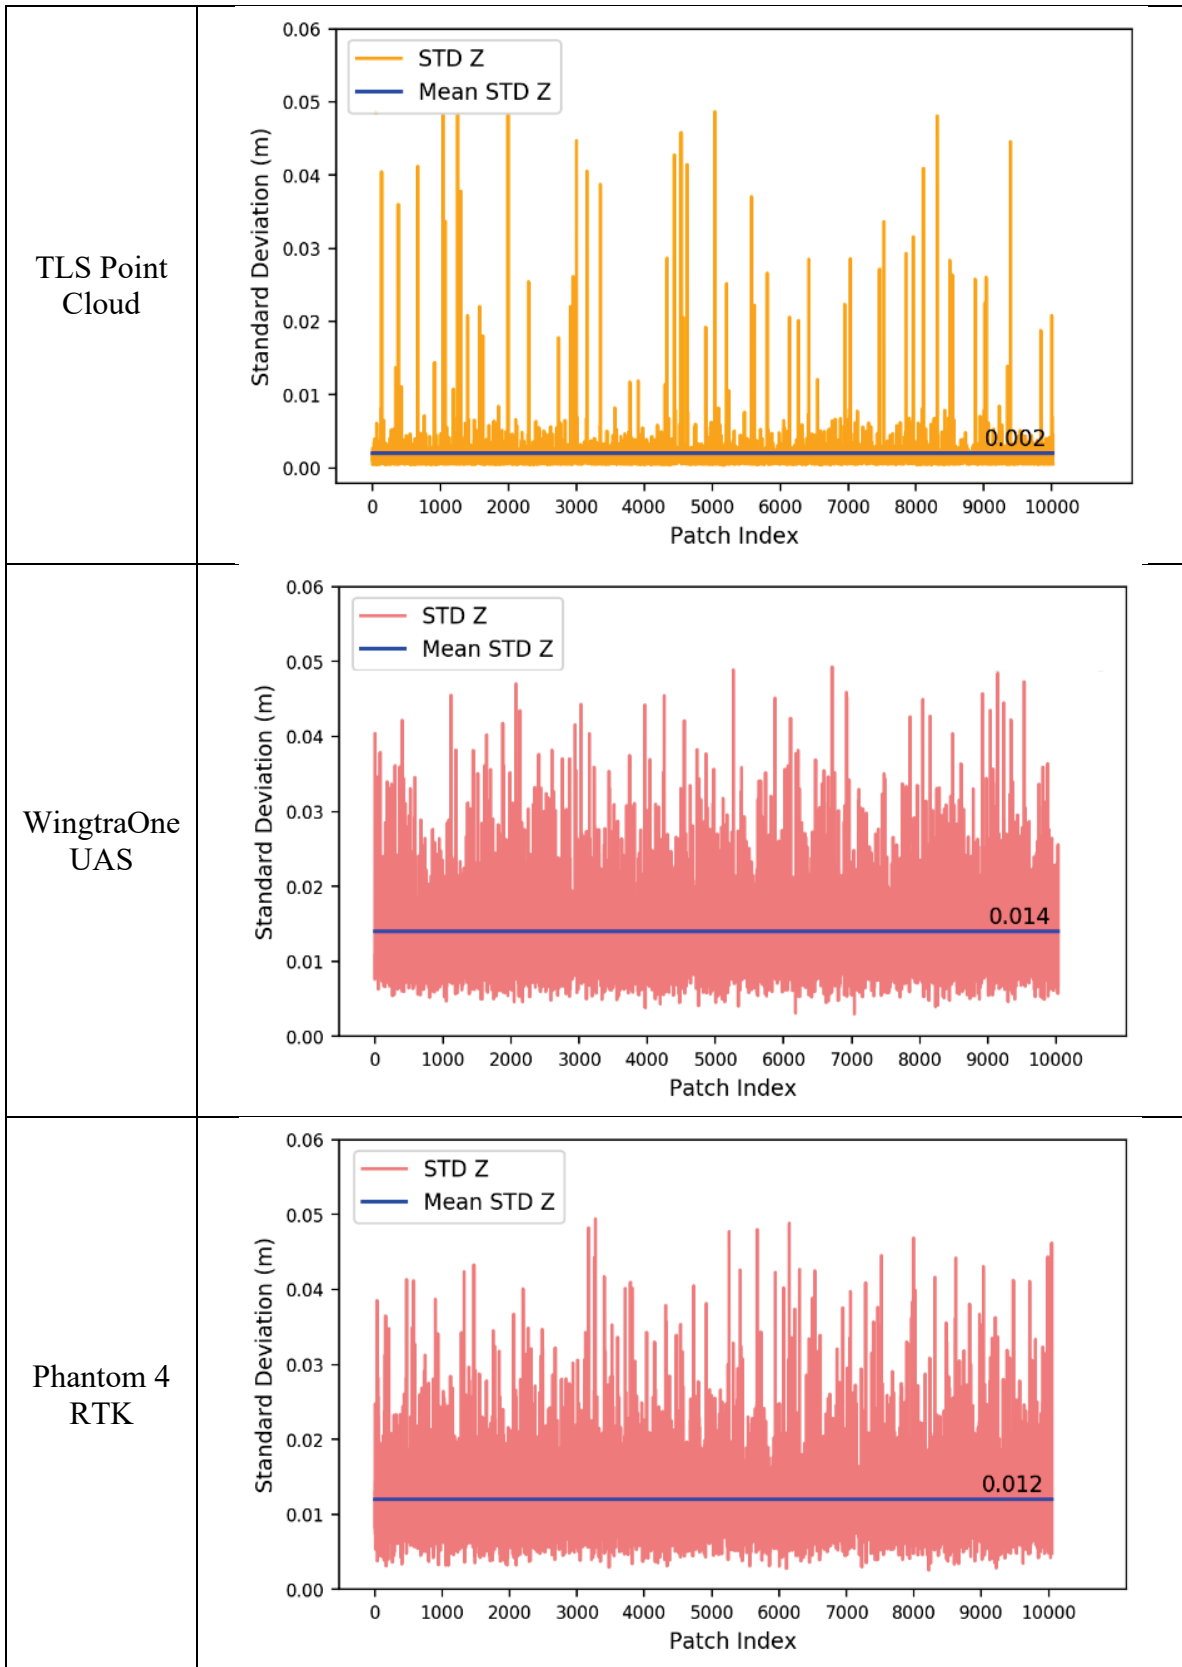 TLS Point
Cloud
STD Z
Mean STD Z
Standard Deviation (m)
0.06
0.05
0.04
0.03
0.02
0.01
0.00
0.002
0 1000 2000 3000 4000 5000 6000 7000 8000 9000 10000
Patch Index
WingtraOne
UAS
STD Z
Mean STD Z
Standard Deviation (m)
0.06
0.05
0.04
0.03
0.02
0.01
0.00
0.014
0 1000 2000 3000 4000 5000 6000 7000 8000 9000 10000
Patch Index
Phantom 4
RTK
STD Z
Mean STD Z
Standard Deviation (m)
0.06
0.05
0.04
0.03
0.02
0.01
0.00
0.012
0 1000 2000 3000 4000 5000 6000 7000 8000 9000 10000
Patch Index